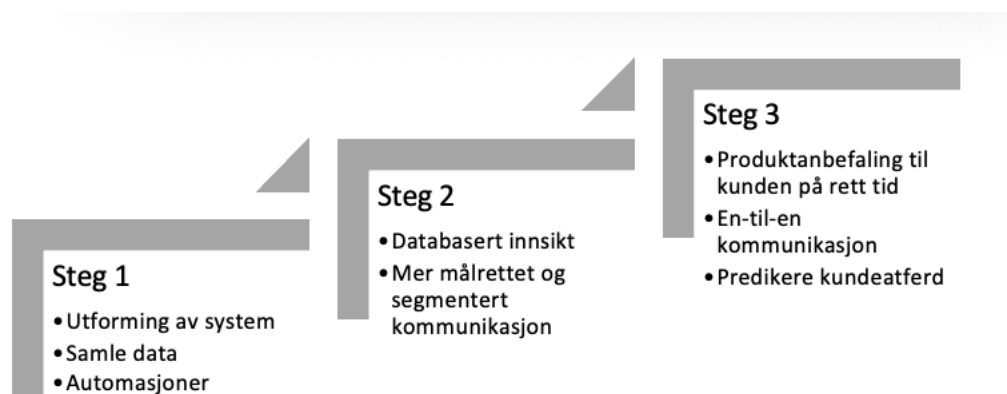 Steg 1
•Utforming av system
•Samle data
•Automasjoner
Steg 2
•Databasert innsikt
•Mer målrettet og
segmentert
kommunikasjon
Steg 3
•Produktanbefaling til
kunden på rett tid
•En-til-en
kommunikasjon
•Predikere kundeatferd